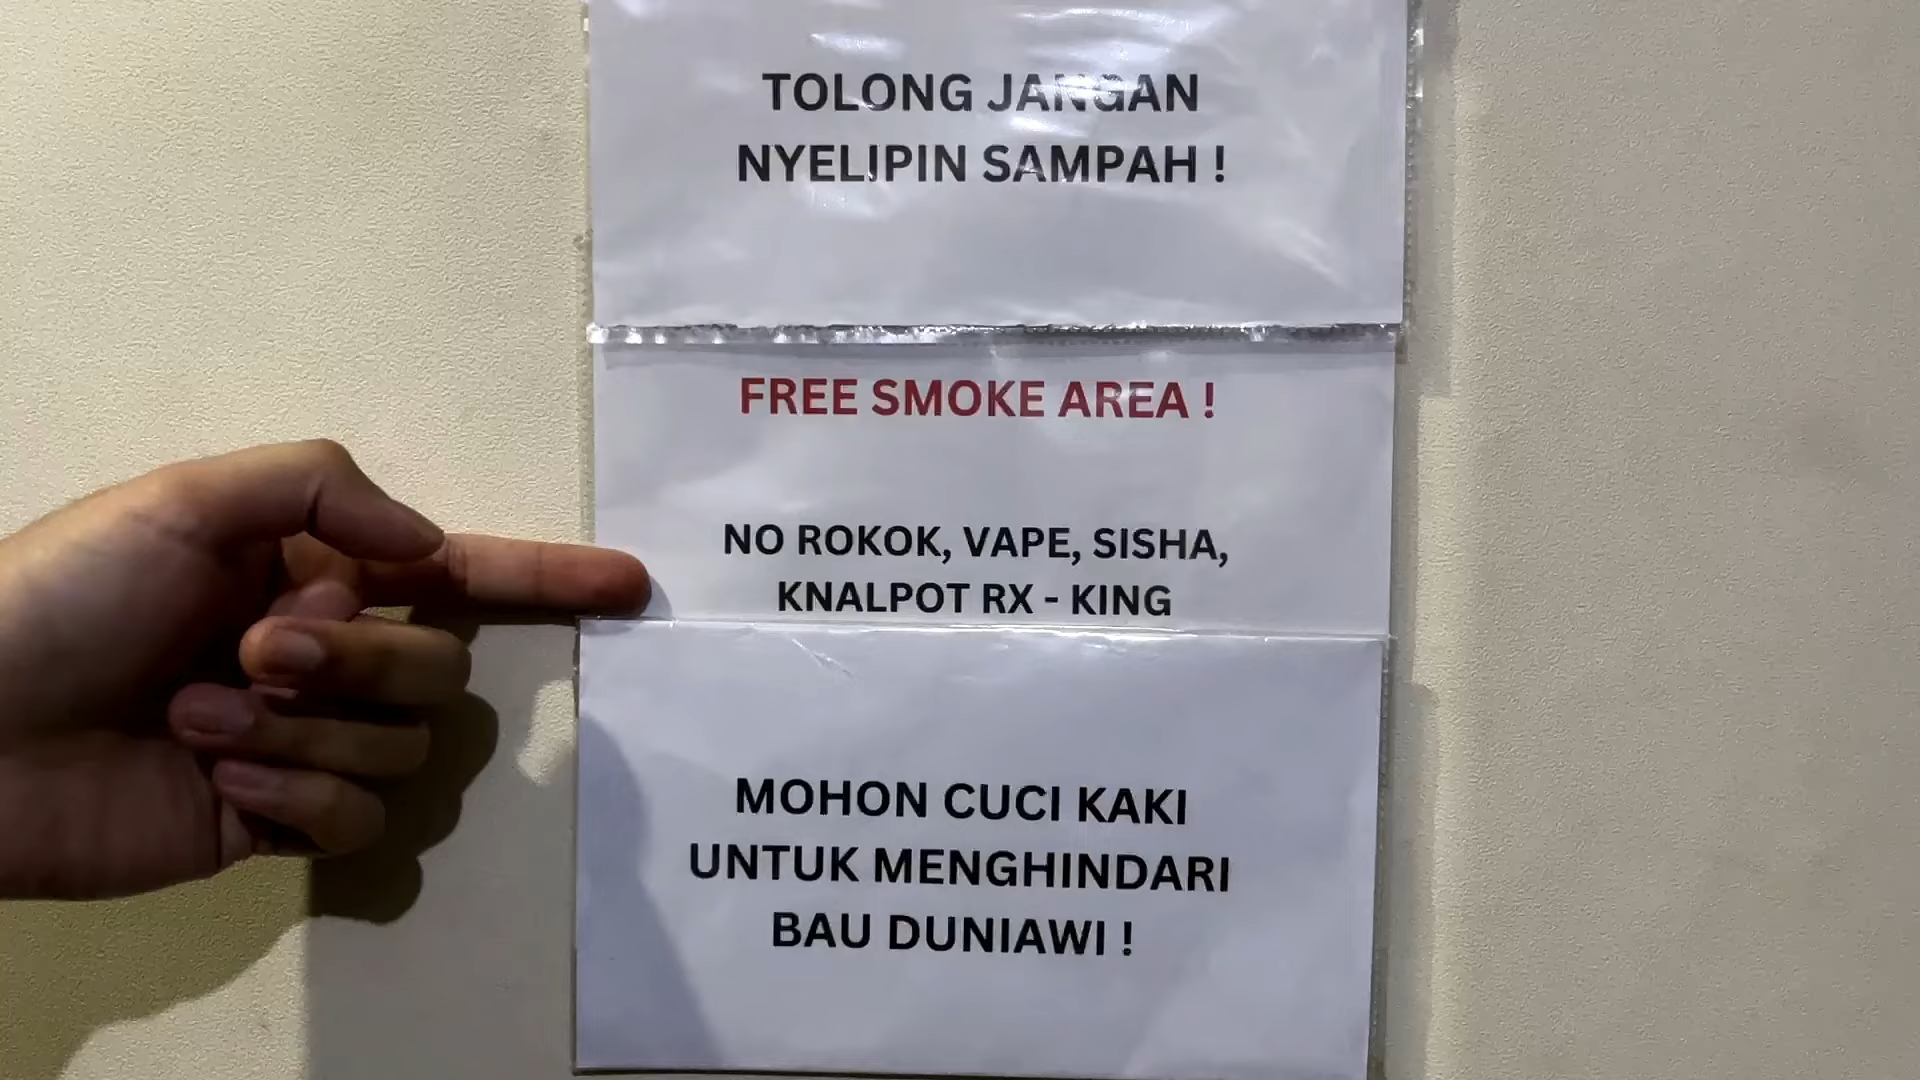 TOLONG JANGAN
NYELIPIN SAMPAH !
FREE SMOKE AREA !
NO ROKOK, VAPE, SISHA,
KNALPOT RX - KING
MOHON CUCI KAKI
UNTUK MENGHINDARI
BAU DUNIAWI !